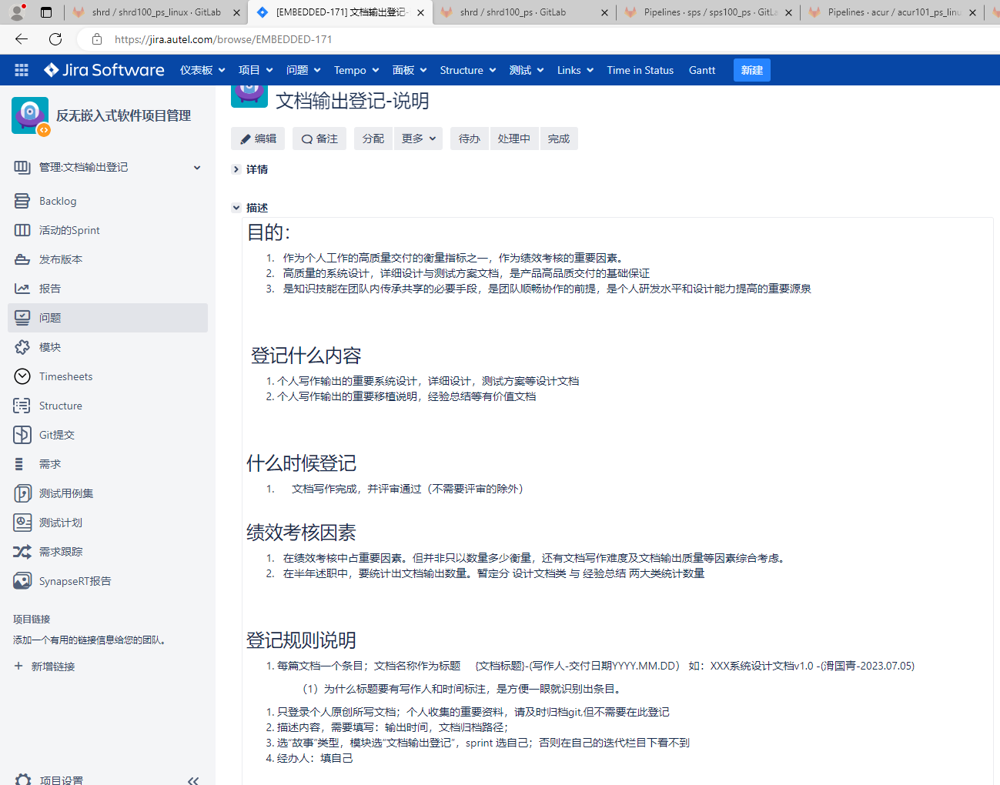 shrd / shrd100_ps_linux · GitLab
[EMBEDDED-171] 文档输出登记-
shrd / shrd100_ps · GitLab
Pipelines · sps / sps100_ps · GitLa
Pipelines · acur / acur101_ps_linu
https://jira.autel.com/browse/EMBEDDED-171
Jira Software
仪表板
项目
问题
Tempo
面板
Structure
测试
Links
Time in Status
Gantt
新建
反无嵌入式软件项目管理
管理:文档输出登记
Backlog
活动的Sprint
发布版本
报告
问题
模块
Timesheets
Structure
Git提交
需求
测试用例集
测试计划
需求跟踪
SynapseRT报告
项目链接
添加一个有用的链接信息给您的团队。
+ 新增链接
项目设置
文档输出登记-说明
编辑
备注
分配
更多
待办
处理中
完成
详情
描述
目的：
1. 作为个人工作的高质量交付的衡量指标之一，作为绩效考核的重要因素。
2. 高质量的系统设计，详细设计与测试方案文档，是产品高品质交付的基础保证
3. 是知识技能在团队内传承共享的必要手段，是团队顺畅协作的前提，是个人研发水平和设计能力提高的重要源泉
登记什么内容
1. 个人写作输出的重要系统设计，详细设计，测试方案等设计文档
2. 个人写作输出的重要移植说明，经验总结等有价值文档
什么时候登记
1. 文档写作完成，并评审通过（不需要评审的除外）
绩效考核因素
1. 在绩效考核中占重要因素。但并非只以数量多少衡量，还有文档写作难度及文档输出质量等因素综合考虑。
2. 在半年述职中，要统计出文档输出数量。暂定分 设计文档类 与 经验总结 两大类统计数量
登记规则说明
1. 每篇文档一个条目；文档名称作为标题 {文档标题}-(写作人-交付日期YYYY.MM.DD） 如：XXX系统设计文档v1.0 -(滑国青-2023.07.05)
（1）为什么标题要有写作人和时间标注，是方便一眼就识别出条目。
1. 只登录个人原创所写文档；个人收集的重要资料，请及时归档git,但不需要在此登记
2. 描述内容，需要填写：输出时间，文档归档路径；
3. 选“故事”类型，模块选“文档输出登记”，sprint 选自己；否则在自己的迭代栏目下看不到
4. 经办人：填自己